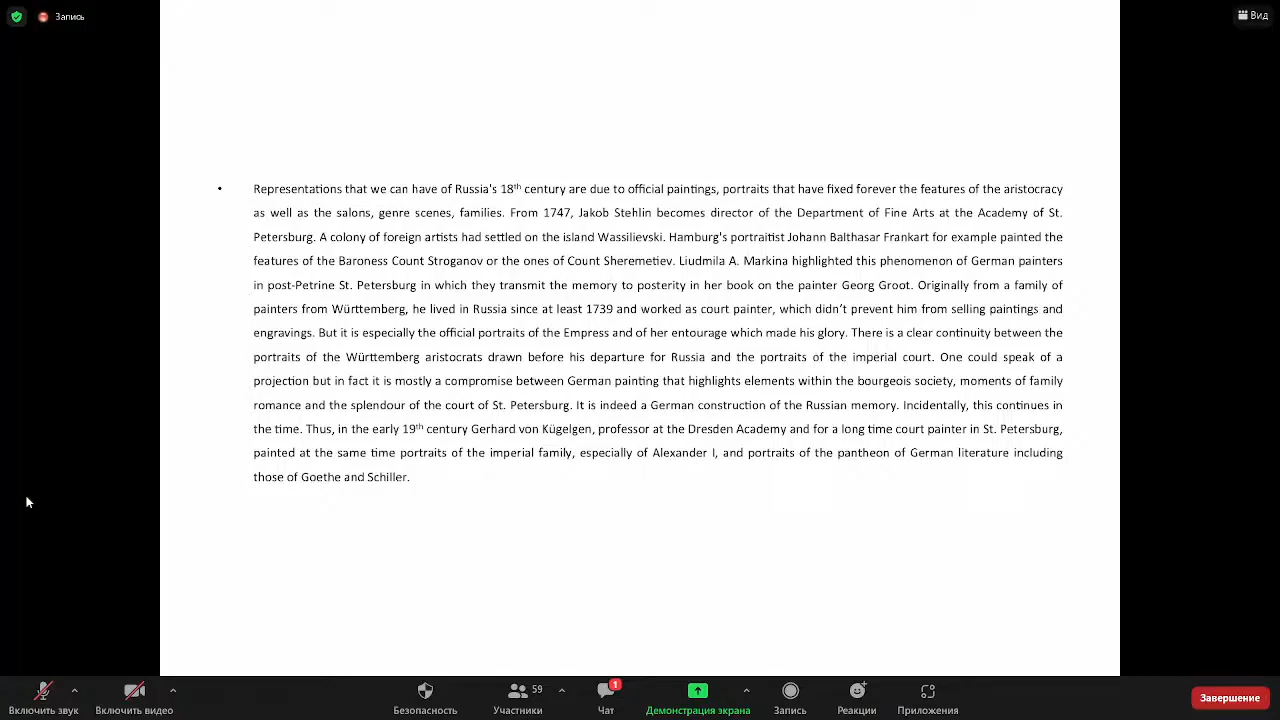 Запись
Вид
• Representations that we can have of Russia's 18th century are due to official paintings, portraits that have fixed forever the features of the aristocracy
as well as the salons, genre scenes, families. From 1747, Jakob Stehlin becomes director of the Department of Fine Arts at the Academy of St.
Petersburg. A colony of foreign artists had settled on the island Wassilievski. Hamburg's portraitist Johann Balthasar Frankart for example painted the
features of the Baroness Count Stroganov or the ones of Count Sheremetiev. Liudmila A. Markina highlighted this phenomenon of German painters
in post-Petrine St. Petersburg in which they transmit the memory to posterity in her book on the painter Georg Groot. Originally from a family of
painters from Württemberg, he lived in Russia since at least 1739 and worked as court painter, which didn't prevent him from selling paintings and
engravings. But it is especially the official portraits of the Empress and of her entourage which made his glory. There is a clear continuity between the
portraits of the Württemberg aristocrats drawn before his departure for Russia and the portraits of the imperial court. One could speak of a
projection but in fact it is mostly a compromise between German painting that highlights elements within the bourgeois society, moments of family
romance and the splendour of the court of St. Petersburg. It is indeed a German construction of the Russian memory. Incidentally, this continues in
the time. Thus, in the early 19th century Gerhard von Kügelgen, professor at the Dresden Academy and for a long time court painter in St. Petersburg,
painted at the same time portraits of the imperial family, especially of Alexander I, and portraits of the pantheon of German literature including
those of Goethe and Schiller.
59
1
Включить звук
Включить видео
Безопасность
Участники
Чат
Демонстрация экрана
Запись
Реакции
Приложения
Завершение